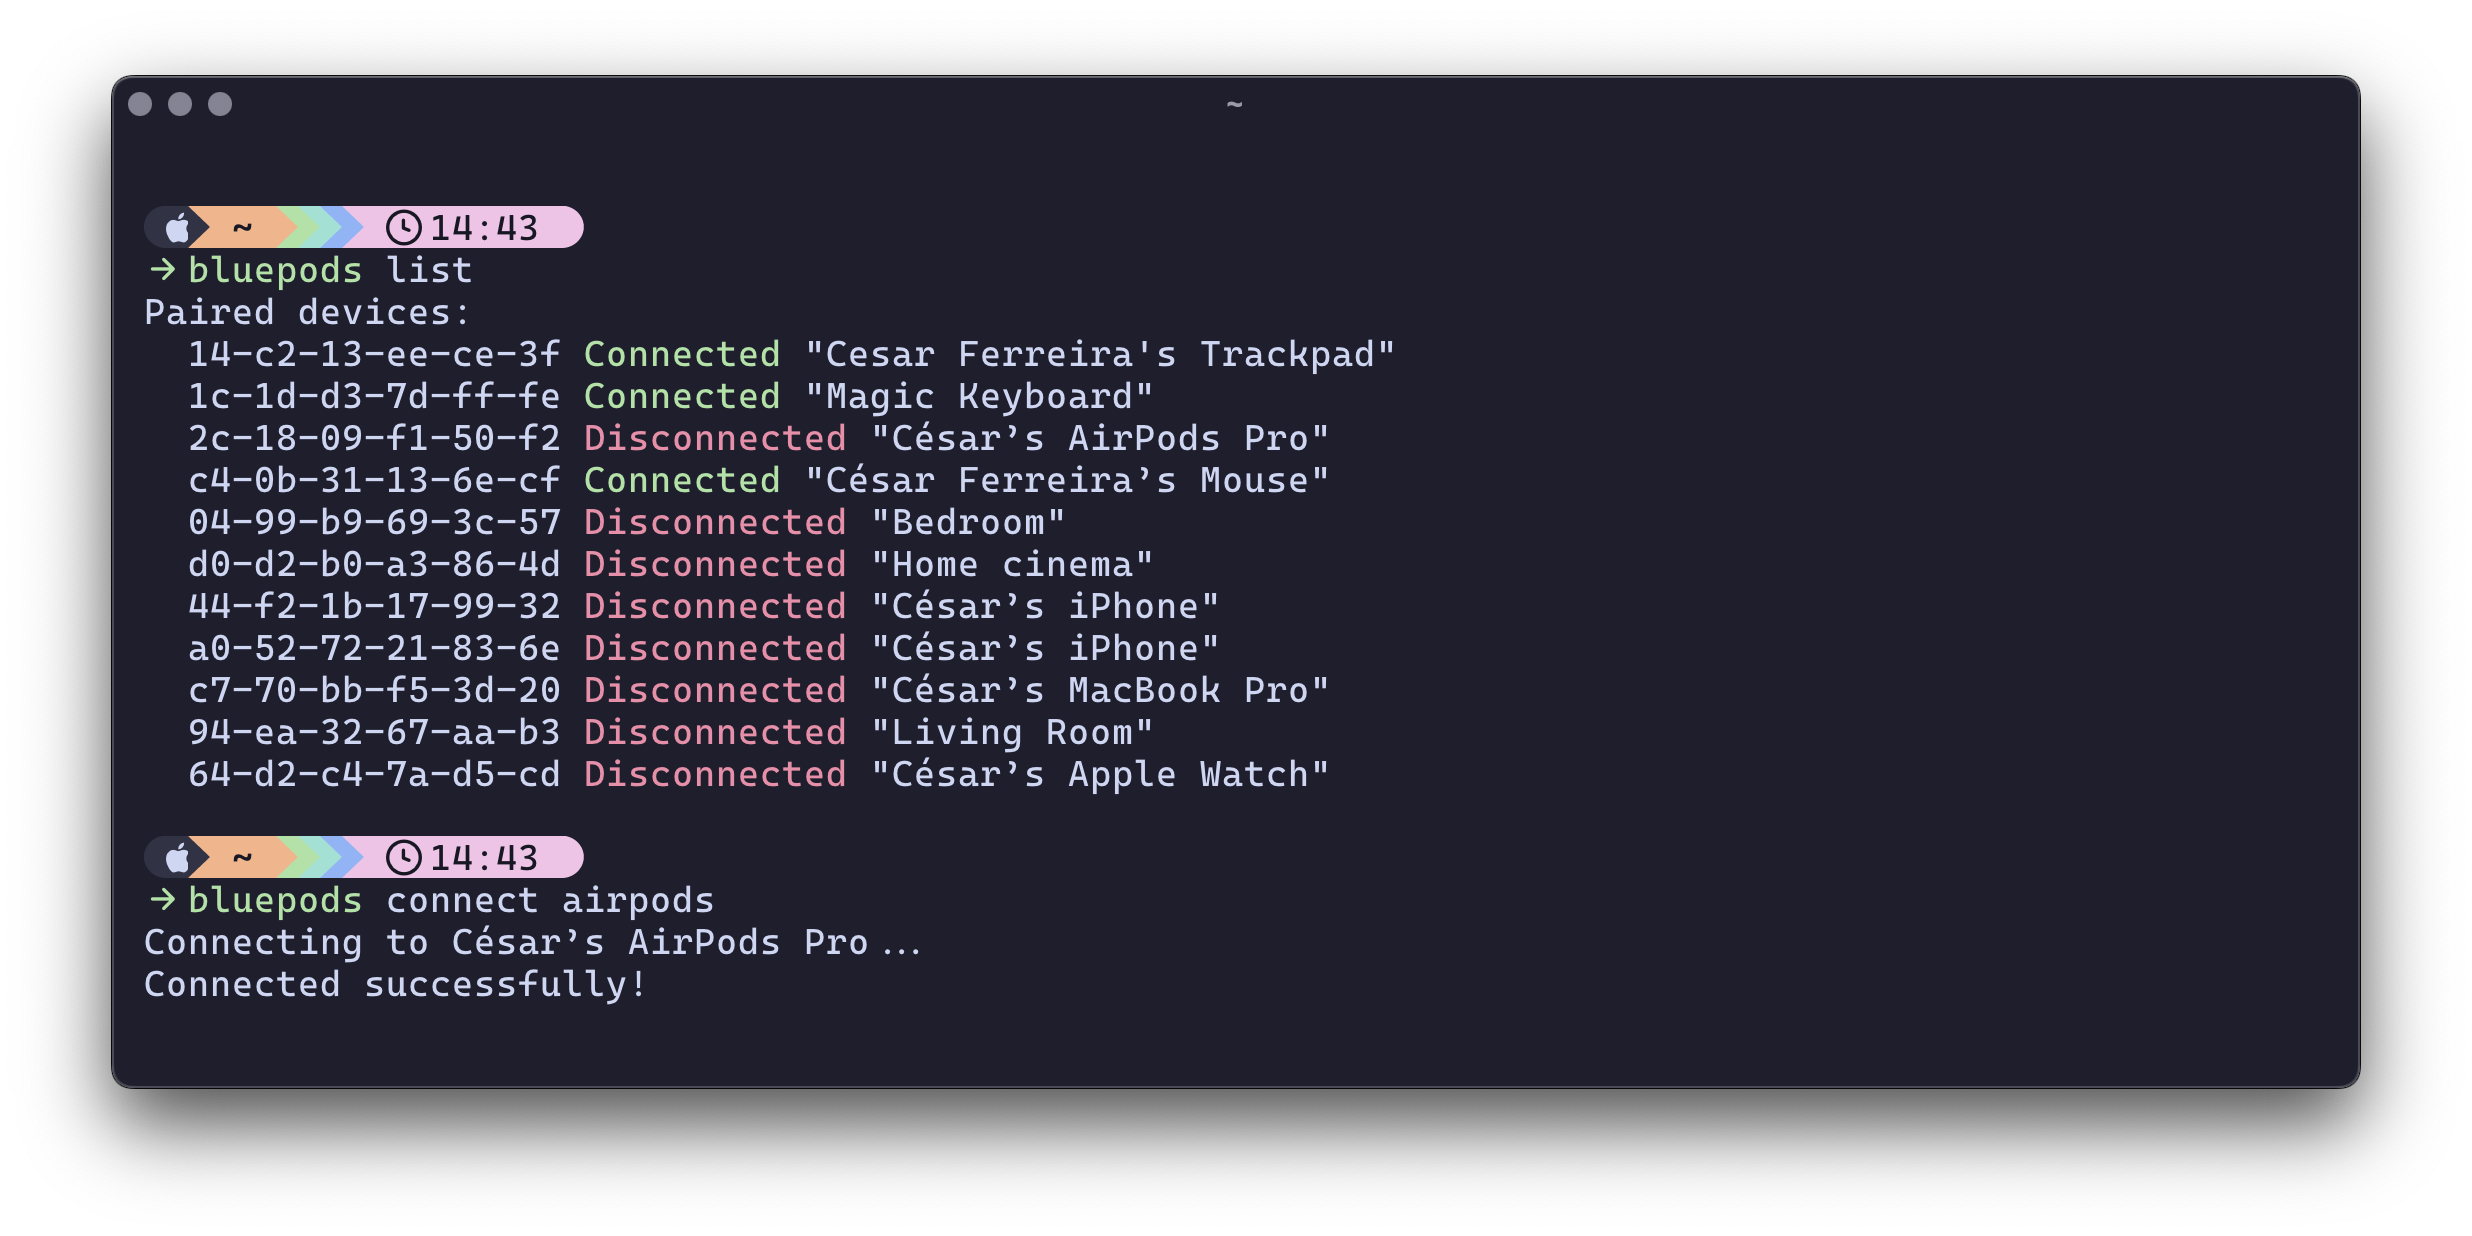 ~
~ 14:43
→ bluepods list
Paired devices:
14-c2-13-ee-ce-3f Connected "Cesar Ferreira's Trackpad"
1c-1d-d3-7d-ff-fe Connected "Magic Keyboard"
2c-18-09-f1-50-f2 Disconnected "César’s AirPods Pro"
c4-0b-31-13-6e-cf Connected "César Ferreira’s Mouse"
04-99-b9-69-3c-57 Disconnected "Bedroom"
d0-d2-b0-a3-86-4d Disconnected "Home cinema"
44-f2-1b-17-99-32 Disconnected "César’s iPhone"
a0-52-72-21-83-6e Disconnected "César’s iPhone"
c7-70-bb-f5-3d-20 Disconnected "César’s MacBook Pro"
94-ea-32-67-aa-b3 Disconnected "Living Room"
64-d2-c4-7a-d5-cd Disconnected "César’s Apple Watch"
~ 14:43
→ bluepods connect airpods
Connecting to César’s AirPods Pro...
Connected successfully!